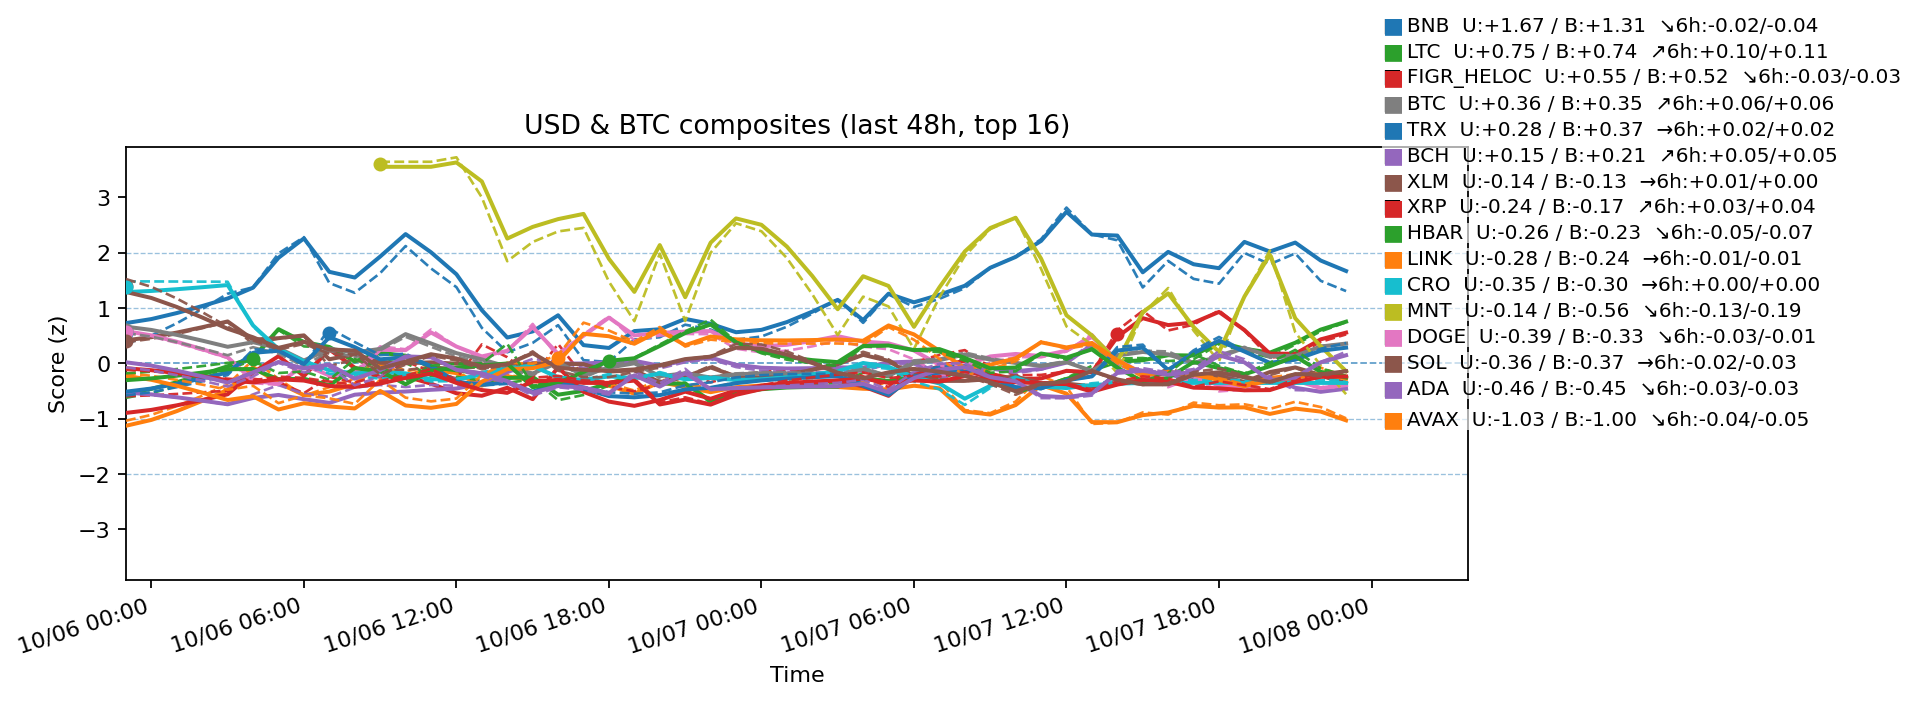 BNB  U:+1.67 / B:+1.31  ↘6h:-0.02/-0.04
LTC  U:+0.75 / B:+0.74  ↗6h:+0.10/+0.11
FIGR_HELOC  U:+0.55 / B:+0.52  ↘6h:-0.03/-0.03
BTC  U:+0.36 / B:+0.35  ↗6h:+0.06/+0.06
TRX  U:+0.28 / B:+0.37  →6h:+0.02/+0.02
BCH  U:+0.15 / B:+0.21  ↗6h:+0.05/+0.05
XLM  U:-0.14 / B:-0.13  →6h:+0.01/+0.00
XRP  U:-0.24 / B:-0.17  ↗6h:+0.03/+0.04
HBAR  U:-0.26 / B:-0.23  ↘6h:-0.05/-0.07
LINK  U:-0.28 / B:-0.24  →6h:-0.01/-0.01
CRO  U:-0.35 / B:-0.30  →6h:+0.00/+0.00
MNT  U:-0.14 / B:-0.56  ↘6h:-0.13/-0.19
DOGE  U:-0.39 / B:-0.33  ↘6h:-0.03/-0.01
SOL  U:-0.36 / B:-0.37  →6h:-0.02/-0.03
ADA  U:-0.46 / B:-0.45  ↘6h:-0.03/-0.03
AVAX  U:-1.03 / B:-1.00  ↘6h:-0.04/-0.05
USD & BTC composites (last 48h, top 16)
Score (z)
3
2
1
0
−1
−2
−3
10/06 00:00
10/06 06:00
10/06 12:00
10/06 18:00
10/07 00:00
10/07 06:00
10/07 12:00
10/07 18:00
10/08 00:00
Time